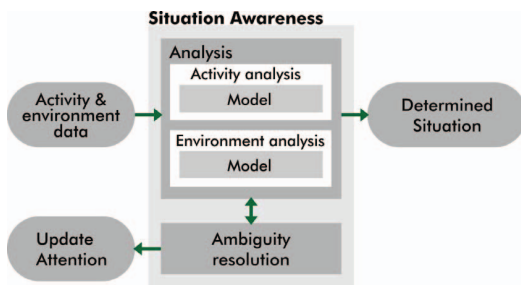 Situation Awareness
Analysis
Activity analysis
Model
Environment analysis
Model
Activity &
environment
data
Determined
Situation
Update
Attention
Ambiguity
resolution